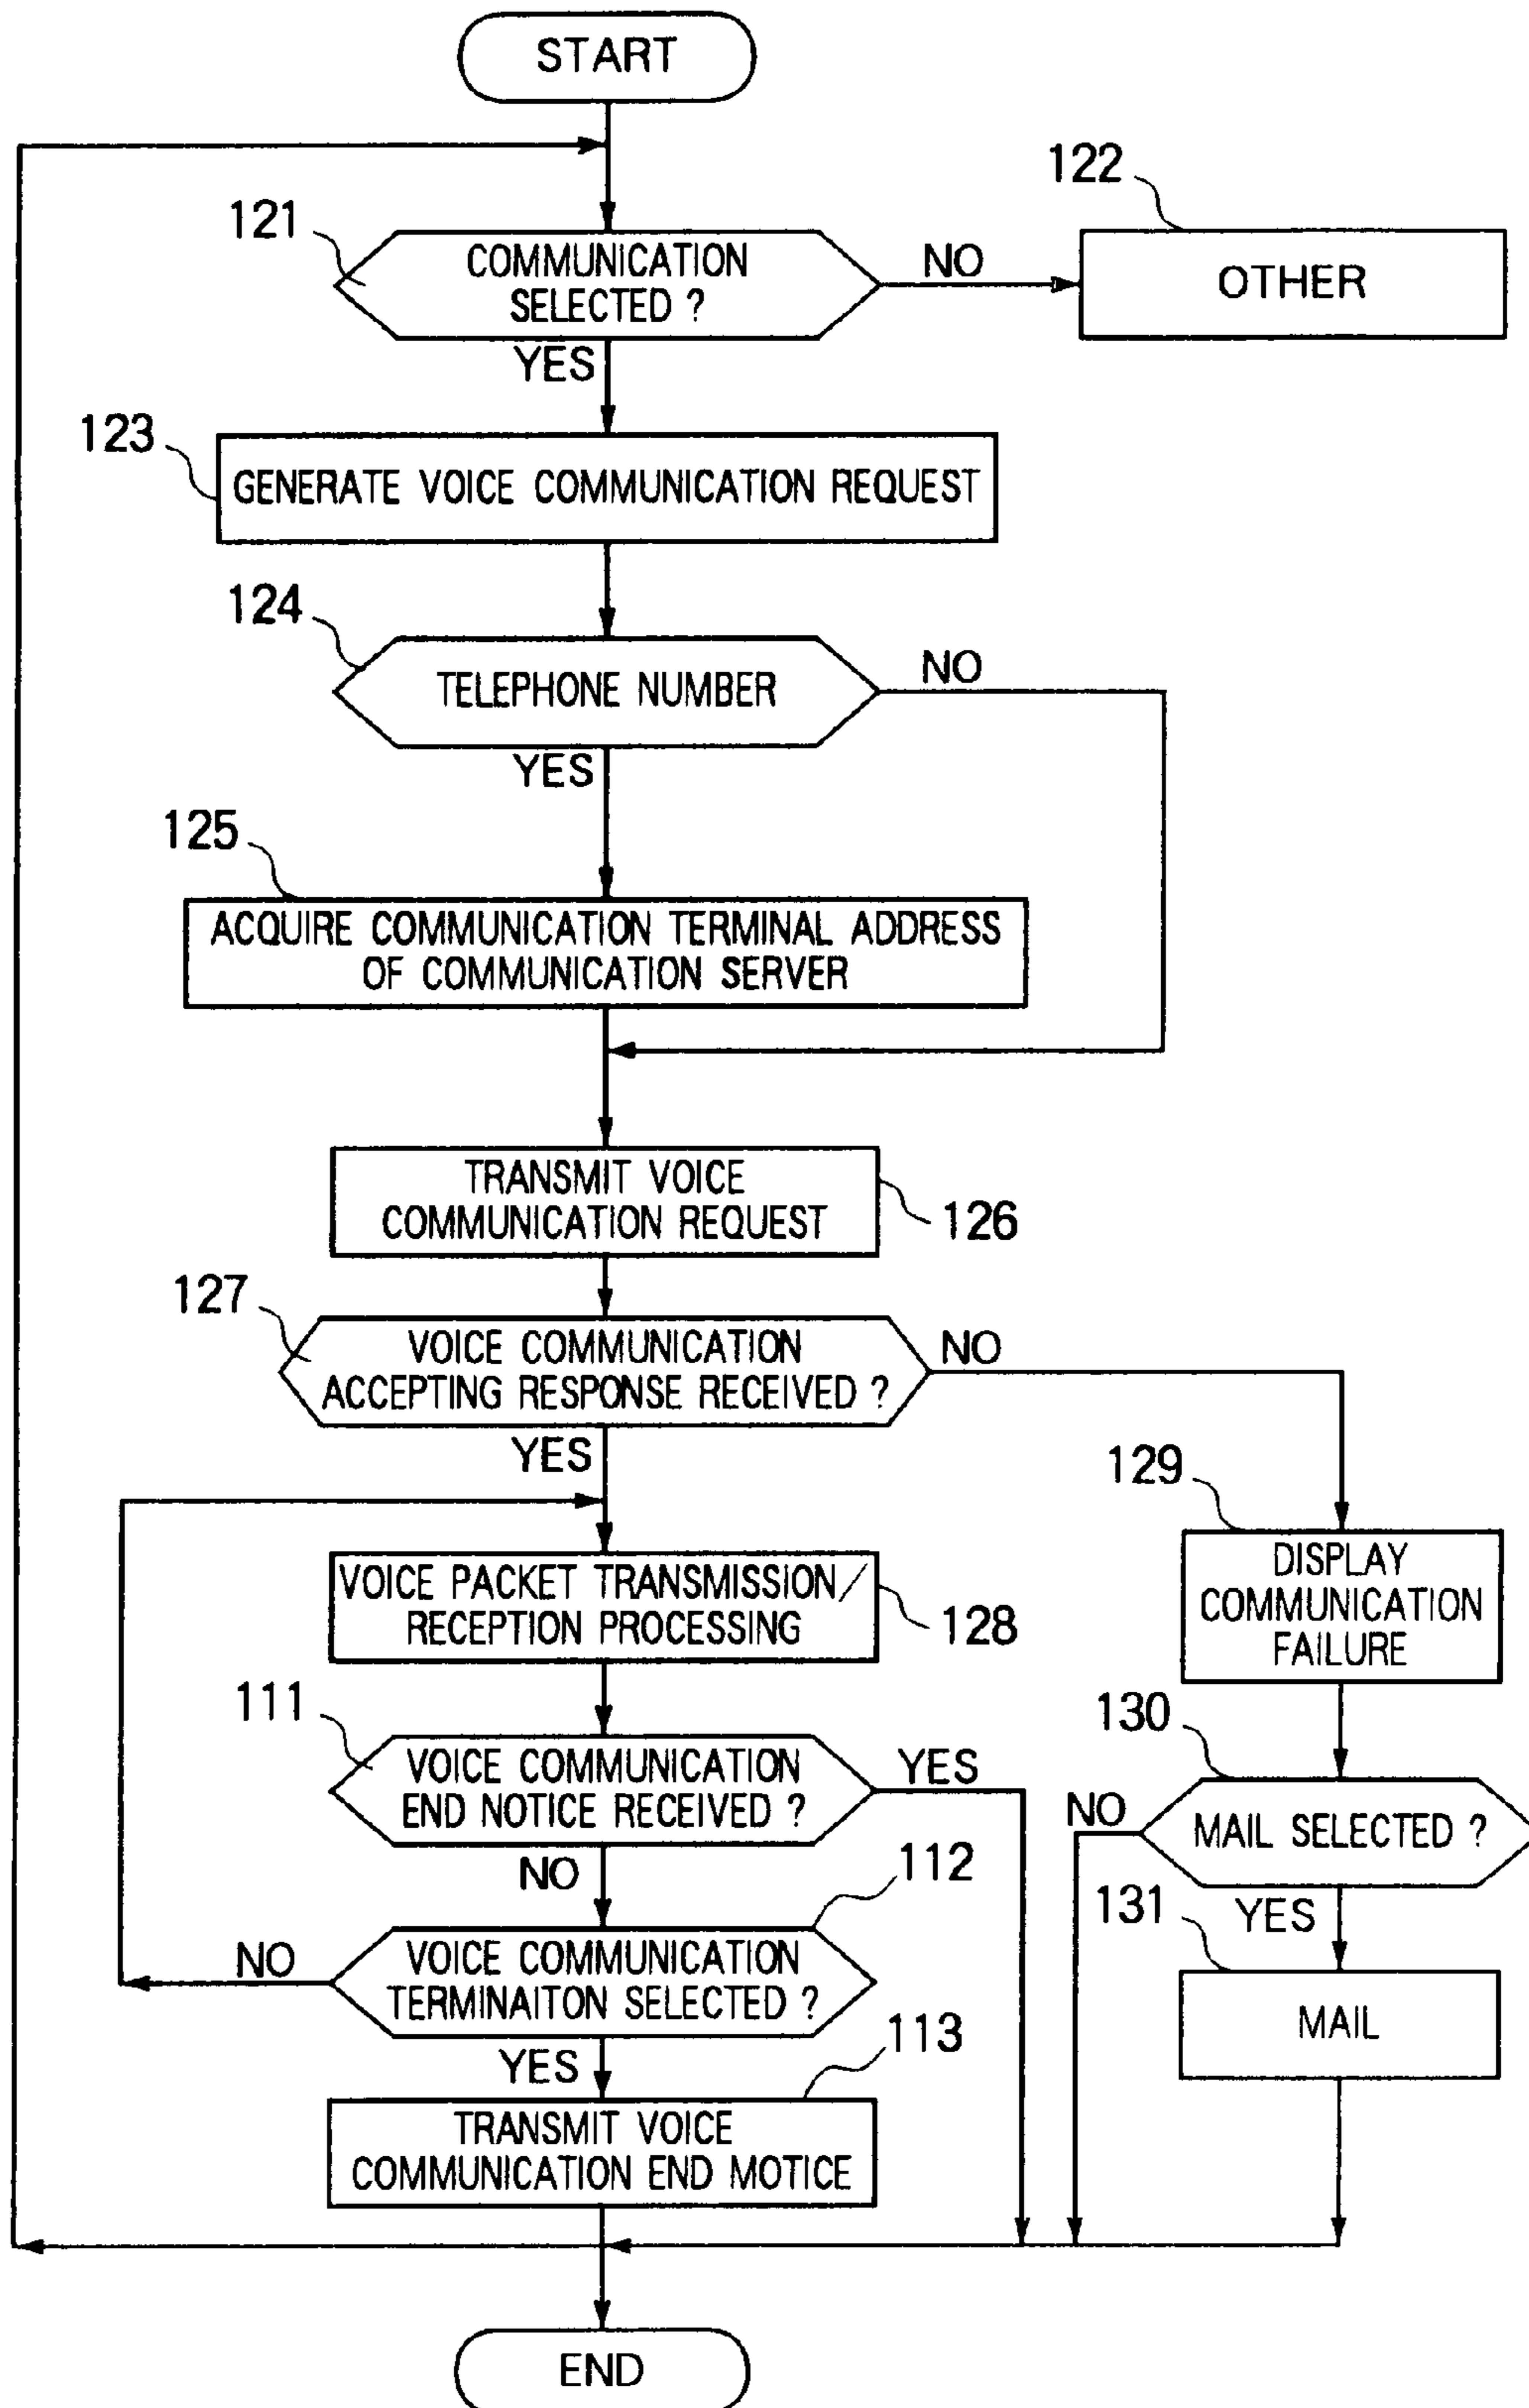 START
122
121
COMMUNICATION
SELECTED ?
NO
OTHER
YES
123
GENERATE VOICE COMMUNICATION REQUEST
124
TELEPHONE NUMBER
NO
YES
125
ACQUIRE COMMUNICATION TERMINAL ADDRESS
OF COMMUNICATION SERVER
TRANSMIT VOICE
COMMUNICATION REQUEST
126
127
VOICE COMMUNICATION
ACCEPTING RESPONSE RECEIVED ?
NO
YES
129
DISPLAY
COMMUNICATION
FAILURE
VOICE PACKET TRANSMISSION/
RECEPTION PROCESSING
128
111
VOICE COMMUNICATION
END NOTICE RECEIVED ?
YES
130
NO
MAIL SELECTED ?
NO
112
131
YES
VOICE COMMUNICATION
TERMINAITON SELECTED ?
NO
MAIL
YES
113
TRANSMIT VOICE
COMMUNICATION END MOTICE
END